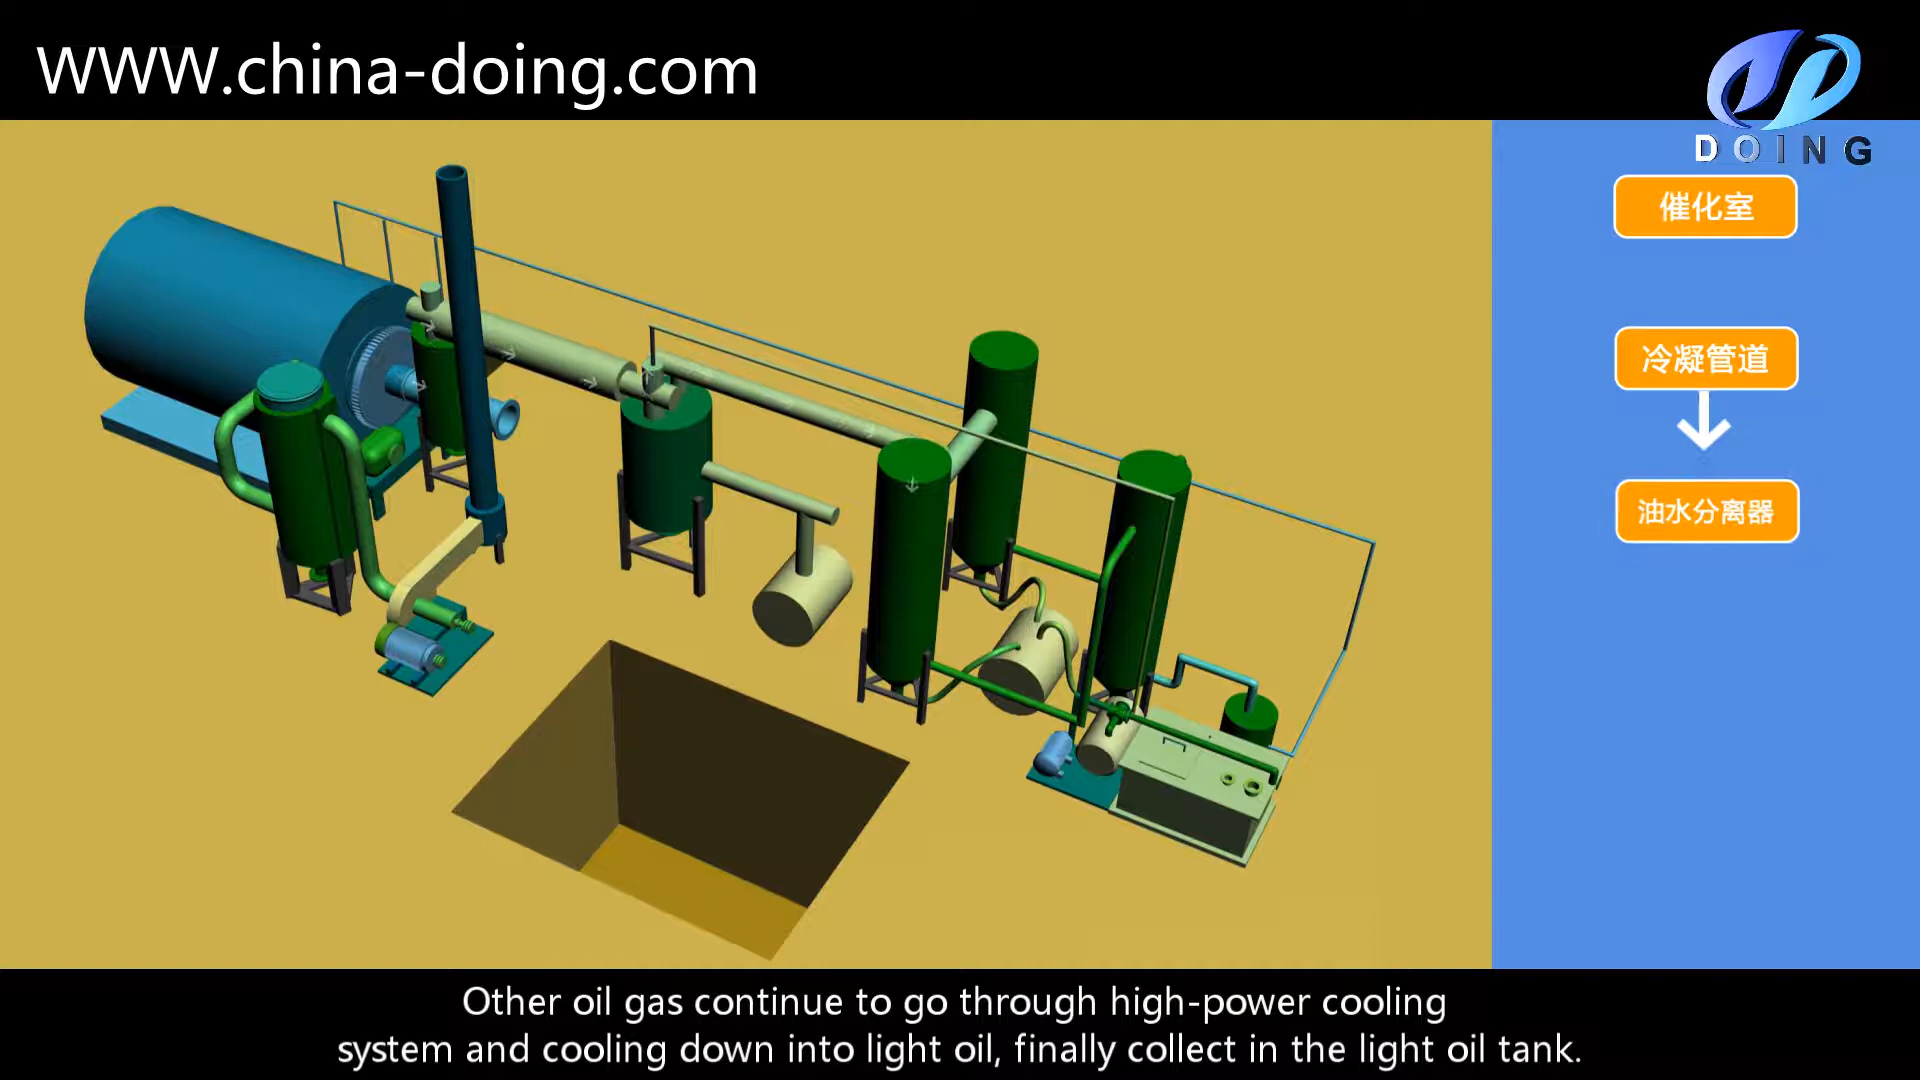 WWW.china-doing.com
DOING
催化室
冷凝管道
油水分离器
Other oil gas continue to go through high-power cooling
system and cooling down into light oil, finally collect in the light oil tank.